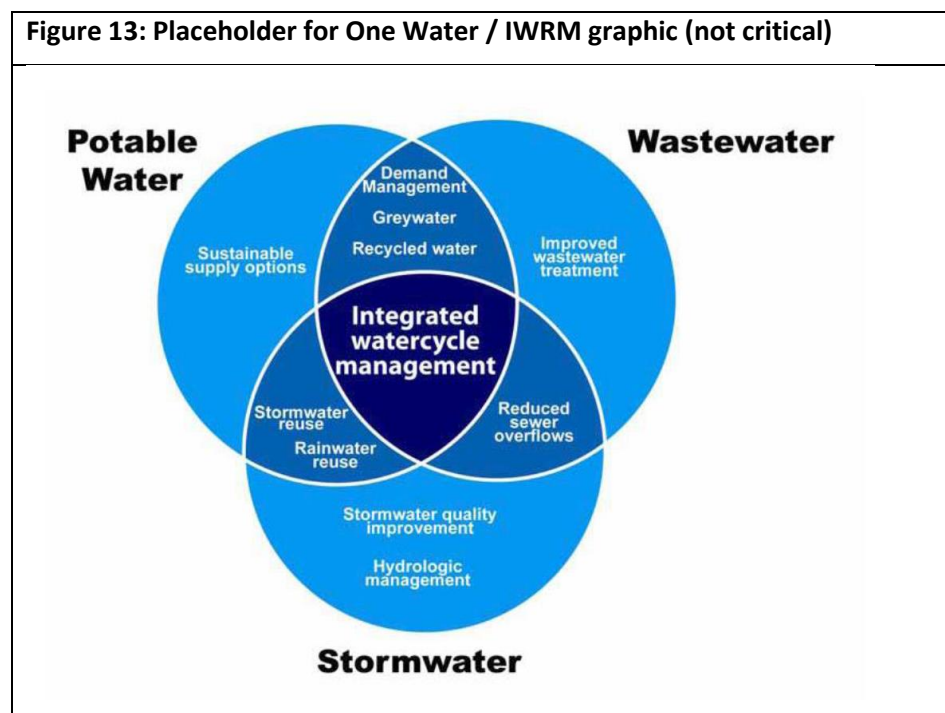 Figure 13: Placeholder for One Water / IWRM graphic (not critical)
Potable
Water
Wastewater
Demand
Management
Greywater
Recycled water
Sustainable
supply options
Improved
wastewater
treatment
Integrated
watercycle
management
Stormwater
reuse
Rainwater
reuse
Reduced
sewer
overflows
Stormwater quality
improvement
Hydrologic
management
Stormwater